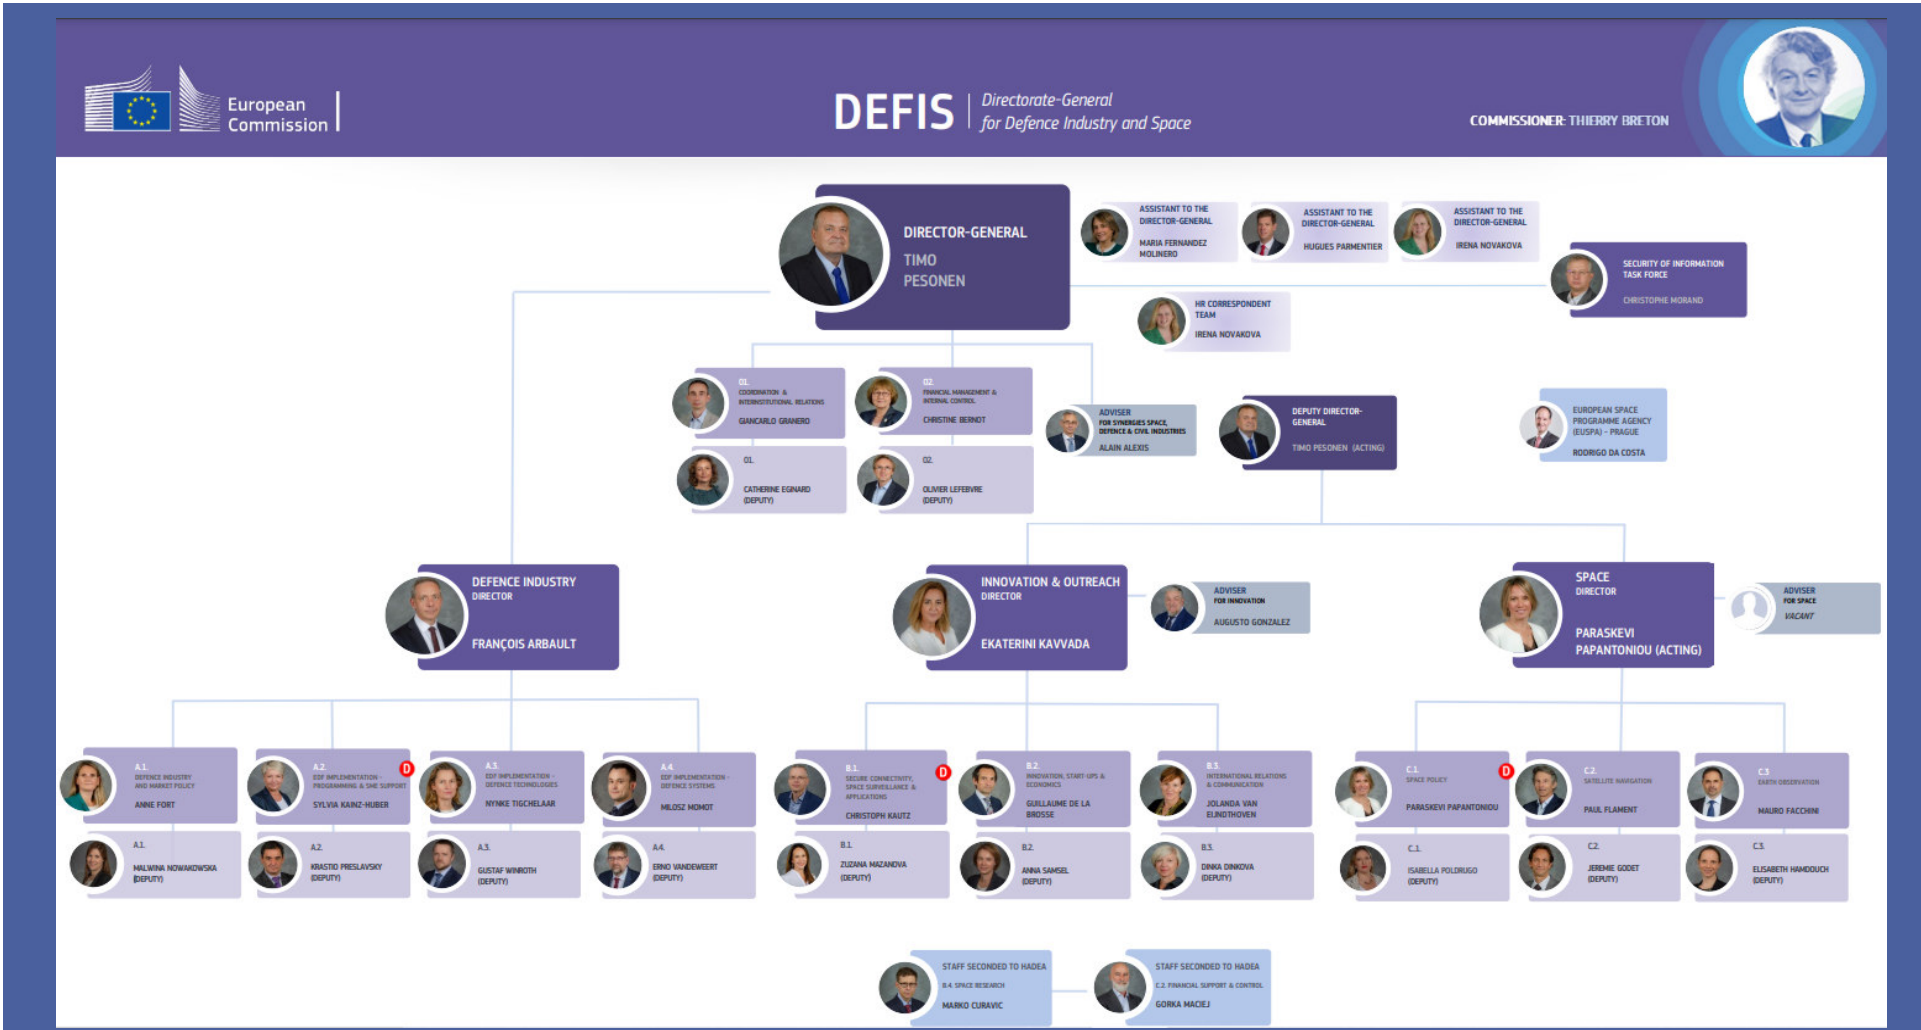 European
Commission
DEFIS
Directorate-General
for Defence Industry and Space
COMMISSIONER: THIERRY BRETON
DIRECTOR-GENERAL
TIMO
PESONEN
ASSISTANT TO THE
DIRECTOR-GENERAL
MARIA FERNANDEZ
MOLINERO
ASSISTANT TO THE
DIRECTOR-GENERAL
HUGUES PARMENTIER
ASSISTANT TO THE
DIRECTOR-GENERAL
IRENA NOVAKOVA
SECURITY OF INFORMATION
TASK FORCE
CHRISTOPHE MORAND
HR CORRESPONDENT
TEAM
IRENA NOVAKOVA
01.
COORDINATION &
INTERINSTITUTIONAL RELATIONS
GIANCARLO GRANERO
02.
FINANCIAL MANAGEMENT &
INTERNAL CONTROL
CHRISTINE BERNOT
ADVISER
FOR SYNERGIES SPACE,
DEFENCE & CIVIL INDUSTRIES
ALAIN ALEXIS
DEPUTY DIRECTOR-
GENERAL
TIMO PESONEN (ACTING)
EUROPEAN SPACE
PROGRAMME AGENCY
(EUSPA) - PRAGUE
RODRIGO DA COSTA
01.
CATHERINE EGINARD
(DEPUTY)
02.
OLIVIER LEFEBVRE
(DEPUTY)
DEFENCE INDUSTRY
DIRECTOR
FRANÇOIS ARBAULT
INNOVATION & OUTREACH
DIRECTOR
EKATERINI KAVVADA
ADVISER
FOR INNOVATION
AUGUSTO GONZALEZ
SPACE
DIRECTOR
PARASKEVI
PAPANTONIOU (ACTING)
ADVISER
FOR SPACE
VACANT
A.1.
DEFENCE INDUSTRY
AND MARKET POLICY
ANNE FORT
A.2.
D
EDF IMPLEMENTATION -
PROGRAMMING & SME SUPPORT
SYLVIA KAINZ-HUBER
A.3.
EDF IMPLEMENTATION -
DEFENCE TECHNOLOGIES
NYNKE TIGCHELAAR
A.4.
EDF IMPLEMENTATION -
DEFENCE SYSTEMS
MILOSZ MOMOT
B.1.
D
SECURE CONNECTIVITY,
SPACE SURVEILLANCE &
APPLICATIONS
CHRISTOPH KAUTZ
B.2.
INNOVATION, START-UPS &
ECONOMICS
GUILLAUME DE LA
BROSSE
B.3.
INTERNATIONAL RELATIONS
& COMMUNICATION
JOLANDA VAN
EIJNDTHOVEN
C.1.
D
SPACE POLICY
PARASKEVI PAPANTONIOU
C.2.
SATELLITE NAVIGATION
PAUL FLAMENT
C.3
EARTH OBSERVATION
MAURO FACCHINI
A.1.
MALWINA NOWAKOWSKA
(DEPUTY)
A.2.
KRASTIO PRESLAVSKY
(DEPUTY)
A.3.
GUSTAF WINROTH
(DEPUTY)
A.4.
ERNO VANDEWEERT
(DEPUTY)
B.1.
ZUZANA MAZANOVA
(DEPUTY)
B.2.
ANNA SAMSEL
(DEPUTY)
B.3.
DINKA DINKOVA
(DEPUTY)
C.1.
ISABELLA POLDRUGO
(DEPUTY)
C.2.
JEREMIE GODET
(DEPUTY)
C.3.
ELISABETH HAMDOUCH
(DEPUTY)
STAFF SECONDED TO HADEA
B.4. SPACE RESEARCH
MARKO CURAVIC
STAFF SECONDED TO HADEA
C.2. FINANCIAL SUPPORT & CONTROL
GORKA MACIEJ